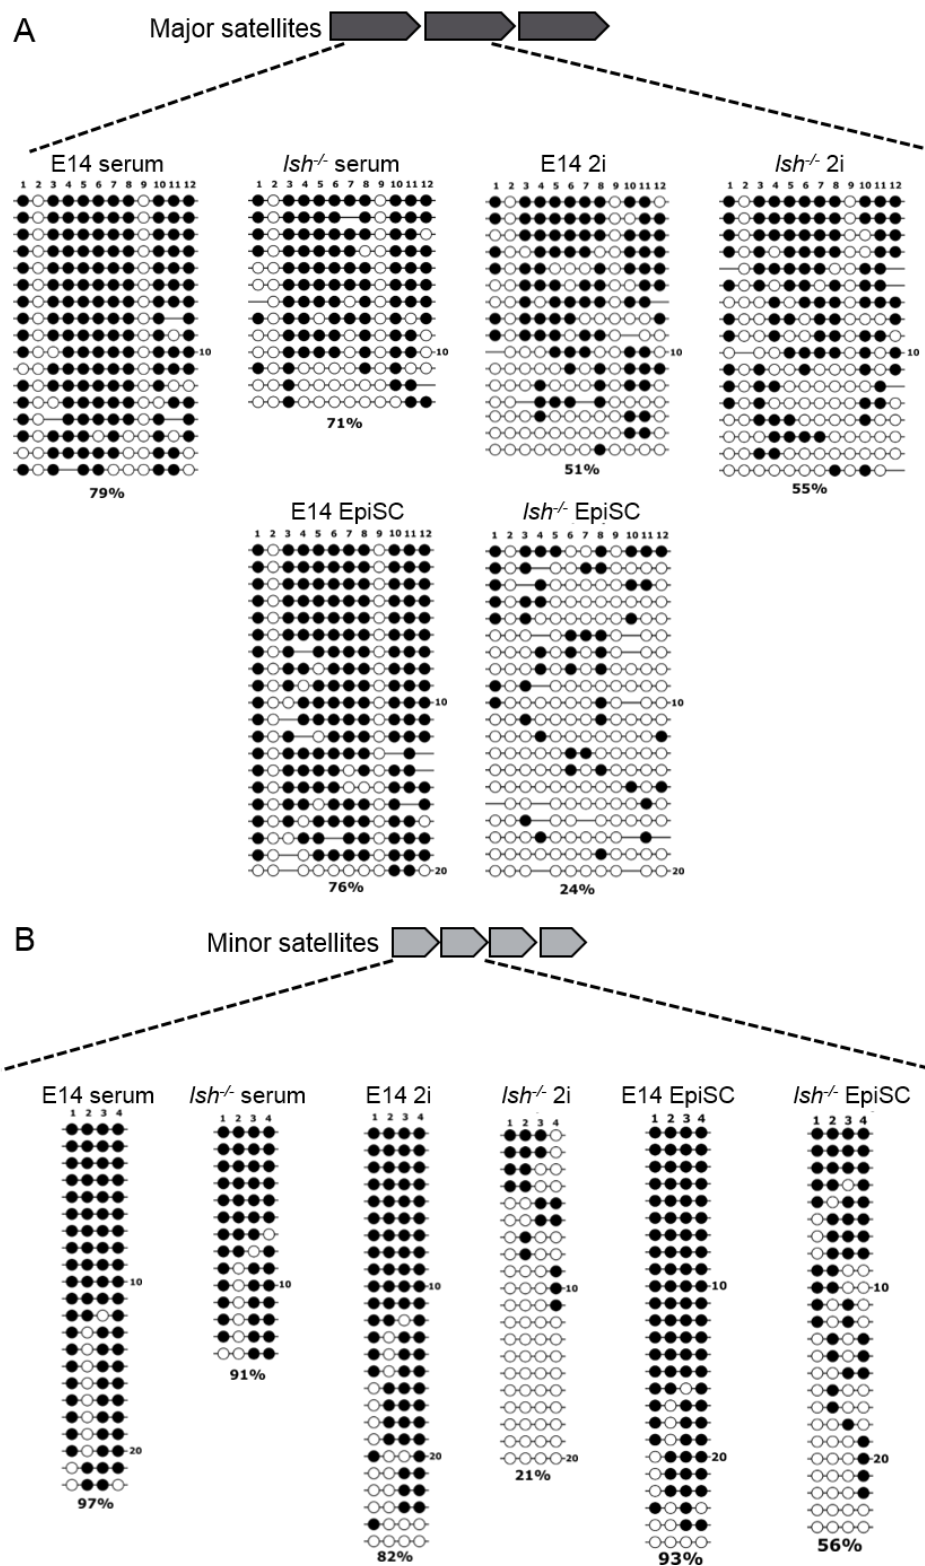 A
Major satellites
E14 serum
lsh-/- serum
E14 2i
lsh-/- 2i
1 2 3 4 5 6 7 8 9 10 11 12
1 2 3 4 5 6 7 8 9 10 11 12
1 2 3 4 5 6 7 8 9 10 11 12
1 2 3 4 5 6 7 8 9 10 11 12
10
10
71%
51%
55%
79%
E14 EpiSC
lsh-/- EpiSC
1 2 3 4 5 6 7 8 9 10 11 12
1 2 3 4 5 6 7 8 9 10 11 12
10
10
20
20
76%
24%
B
Minor satellites
E14 serum
lsh-/- serum
E14 2i
lsh-/- 2i
E14 EpiSC
lsh-/- EpiSC
1 2 3 4
1 2 3 4
1 2 3 4
1 2 3 4
1 2 3 4
1 2 3 4
10
10
10
10
10
10
91%
20
20
20
20
20
21%
97%
82%
93%
56%